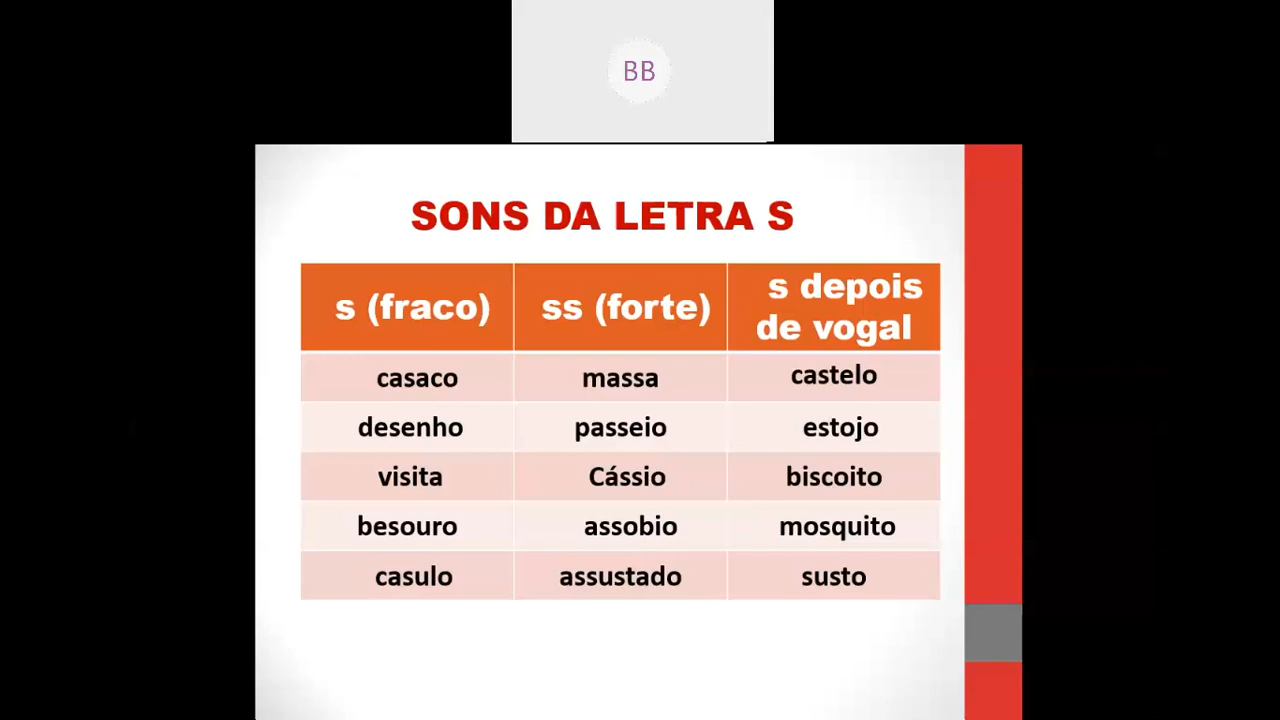 BB
SONS DA LETRA S
s (fraco) ss (forte) s depois
de vogal
casaco massa castelo
desenho passeio estojo
visita Cássio biscoito
besouro assobio mosquito
casulo assustado susto